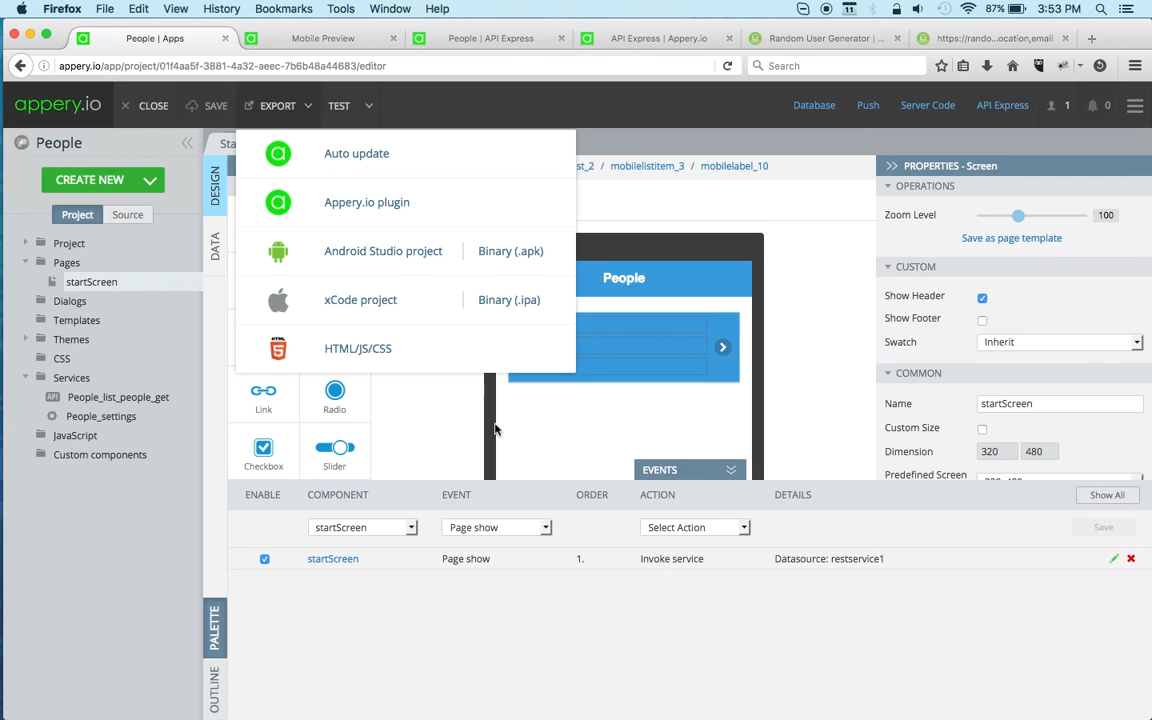 Firefox File Edit View History Bookmarks Tools Window Help 11 87% 3:53 PM
People | Apps Mobile Preview People | API Express API Express | Appery.io Random User Generator | ... https://rando...ocation,email
appery.io/app/project/01f4aa5f-3881-4a32-aeec-7b6b48a44683/editor Search
appery.io CLOSE SAVE EXPORT TEST Database Push Server Code API Express 1 0
People
CREATE NEW
Project Source
Project
Pages
startScreen
Dialogs
Templates
Themes
CSS
Services
API People_list_people_get
People_settings
JavaScript
Custom components
DESIGN
DATA
PALETTE
OUTLINE
Sta
Auto update
Appery.io plugin
Android Studio project Binary (.apk)
xCode project Binary (.ipa)
HTML HTML/JS/CSS
st_2 / mobilelistitem_3 / mobilelabel_10
People
Link Radio
Checkbox Slider
EVENTS
PROPERTIES - Screen
OPERATIONS
Zoom Level 100
Save as page template
CUSTOM
Show Header
Show Footer
Swatch Inherit
COMMON
Name startScreen
Custom Size
Dimension 320 480
Predefined Screen
ENABLE COMPONENT EVENT ORDER ACTION DETAILS Show All
startScreen Page show Select Action Save
startScreen Page show 1. Invoke service Datasource: restservice1